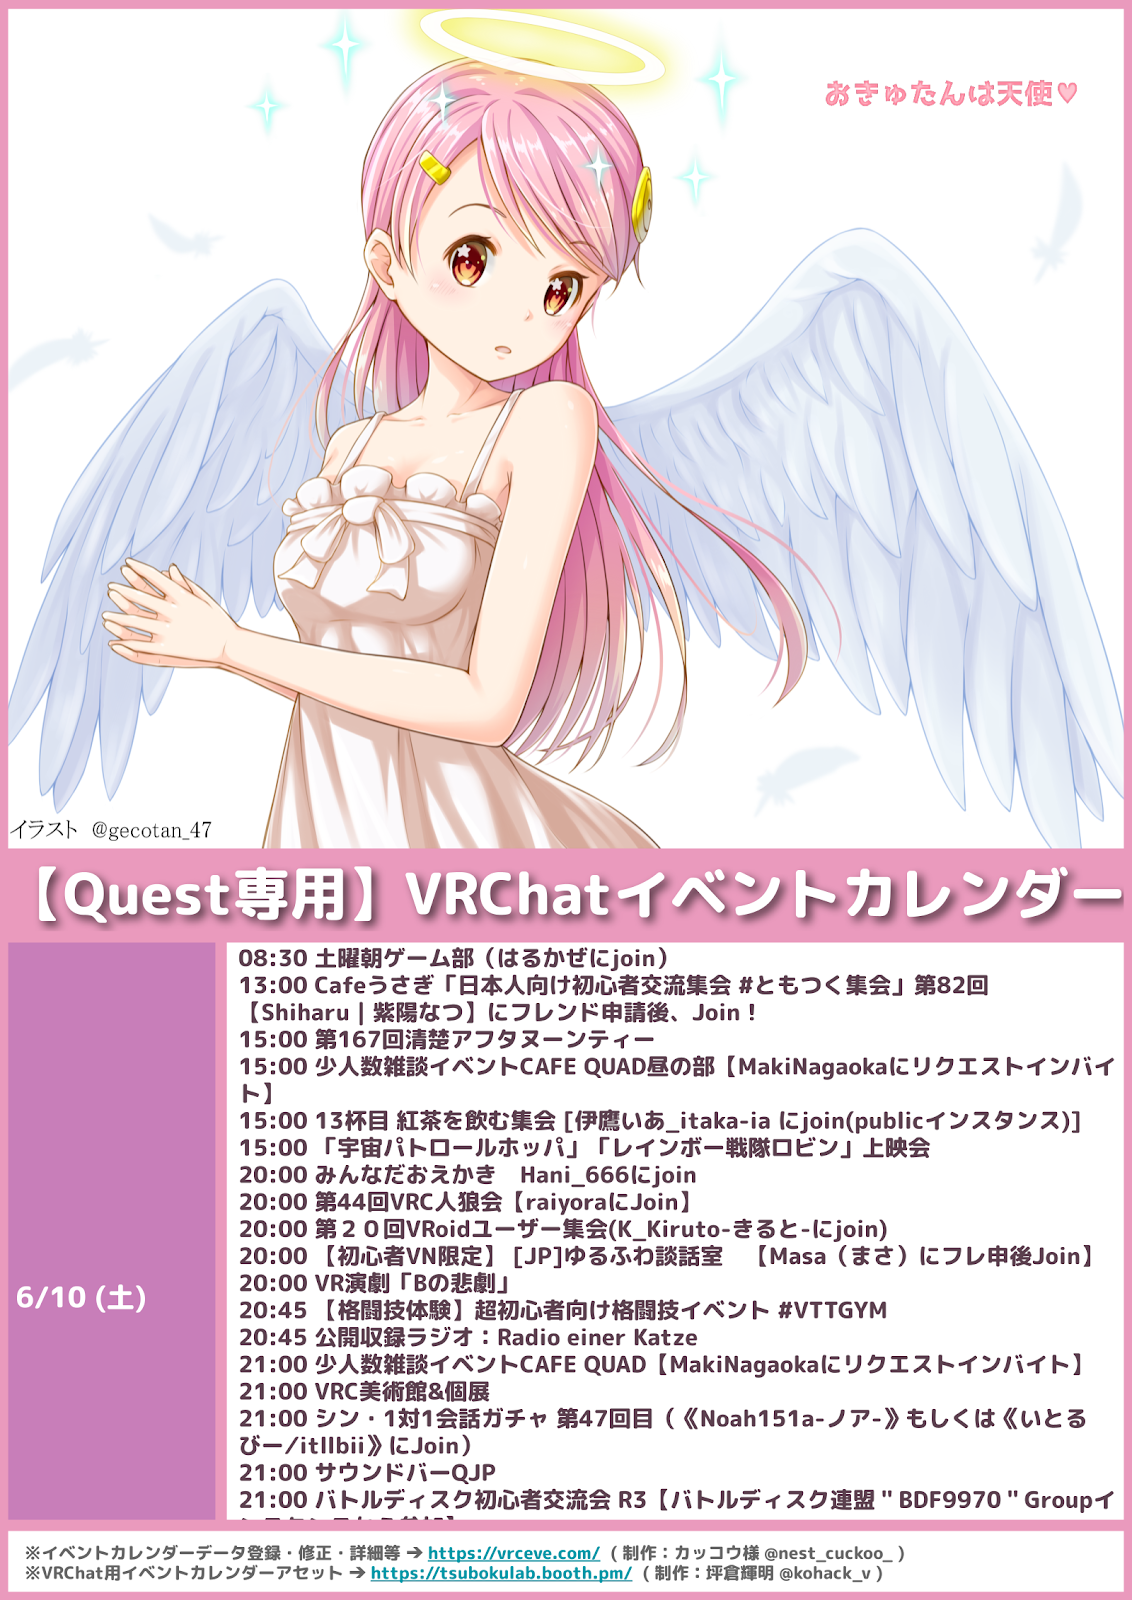 おきゅたんは天使♥
イラスト @gecotan_47
【Quest専用】VRChatイベントカレンダー
6/10 (土)
08:30 土曜朝ゲーム部（はるかぜにjoin）
13:00 Cafeうさぎ「日本人向け初心者交流集会 #ともつく集会」第82回
【Shiharu | 紫陽なつ】にフレンド申請後、Join！
15:00 第167回清楚アフタヌーンティー
15:00 少人数雑談イベントCAFE QUAD昼の部【MakiNagaokaにリクエストインバイ
ト】
15:00 13杯目 紅茶を飲む集会 [伊鷹いあ_itaka-ia にjoin(publicインスタンス)]
15:00 「宇宙パトロールホッパ」「レインボー戦隊ロビン」上映会
20:00 みんなだおえかき　Hani_666にjoin
20:00 第44回VRC人狼会【raiyoraにJoin】
20:00 第２０回VRoidユーザー集会(K_Kiruto-きると-にjoin)
20:00 【初心者VN限定】 [JP]ゆるふわ談話室　【Masa（まさ）にフレ申後Join】
20:00 VR演劇「Bの悲劇」
20:45 【格闘技体験】超初心者向け格闘技イベント #VTTGYM
20:45 公開収録ラジオ：Radio einer Katze
21:00 少人数雑談イベントCAFE QUAD【MakiNagaokaにリクエストインバイト】
21:00 VRC美術館&個展
21:00 シン・1対1会話ガチャ 第47回目（《Noah151a-ノア-》もしくは《いとる
びー/itllbii》にJoin）
21:00 サウンドバーQJP
21:00 バトルディスク初心者交流会 R3【バトルディスク連盟＂BDF9970＂Groupイ
※イベントカレンダーデータ登録・修正・詳細等 ➔ https://vrceve.com/ （制作：カッコウ様 @nest_cuckoo_ ）
※VRChat用イベントカレンダーアセット ➔ https://tsubokulab.booth.pm/ （制作：坪倉輝明 @kohack_v ）